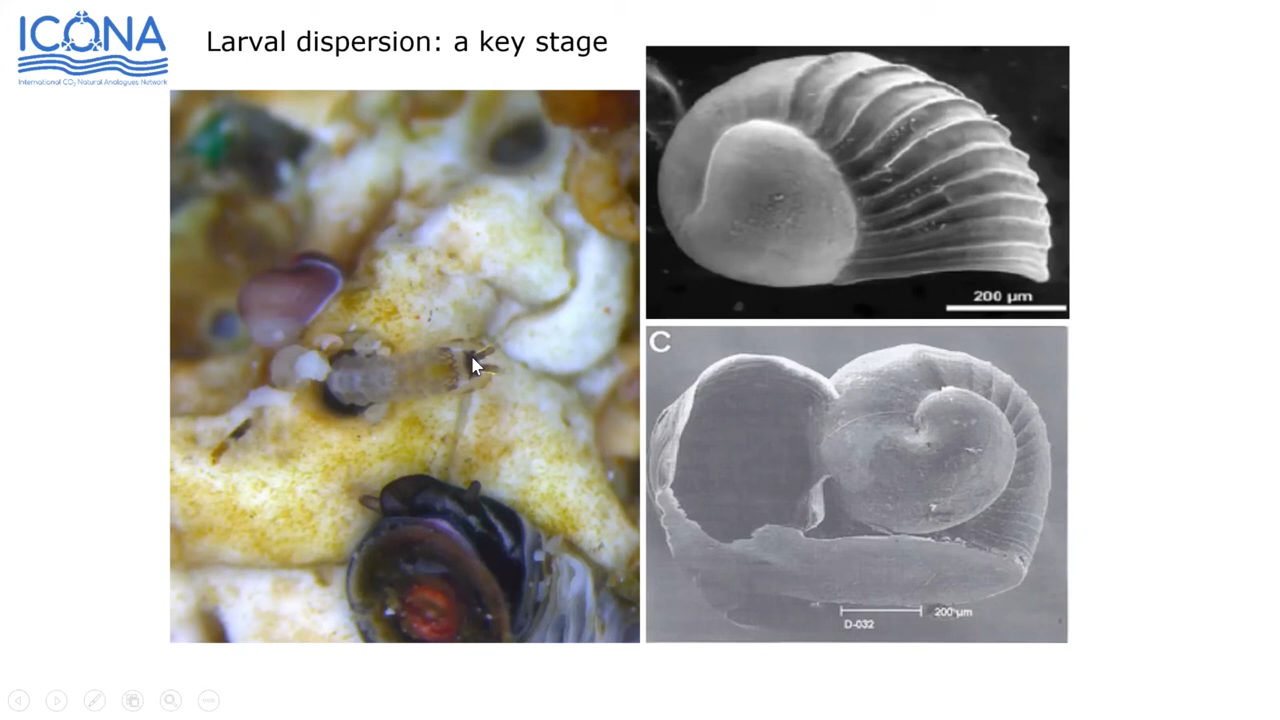 ICONA
International CO₂ Natural Analogues Network
Larval dispersion: a key stage
200 µm
C
200 µm
D-032